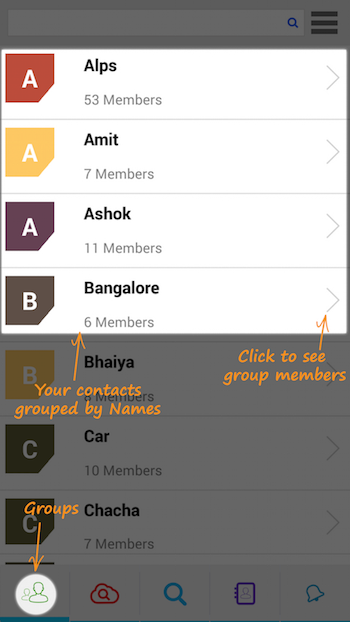 A
Alps
53 Members
A
Amit
7 Members
A
Ashok
11 Members
B
Bangalore
6 Members
Click to see
group members
Your contacts
grouped by Names
B
Bhaiya
Members
C
Car
10 Members
Groups
C
Chacha
7 Members